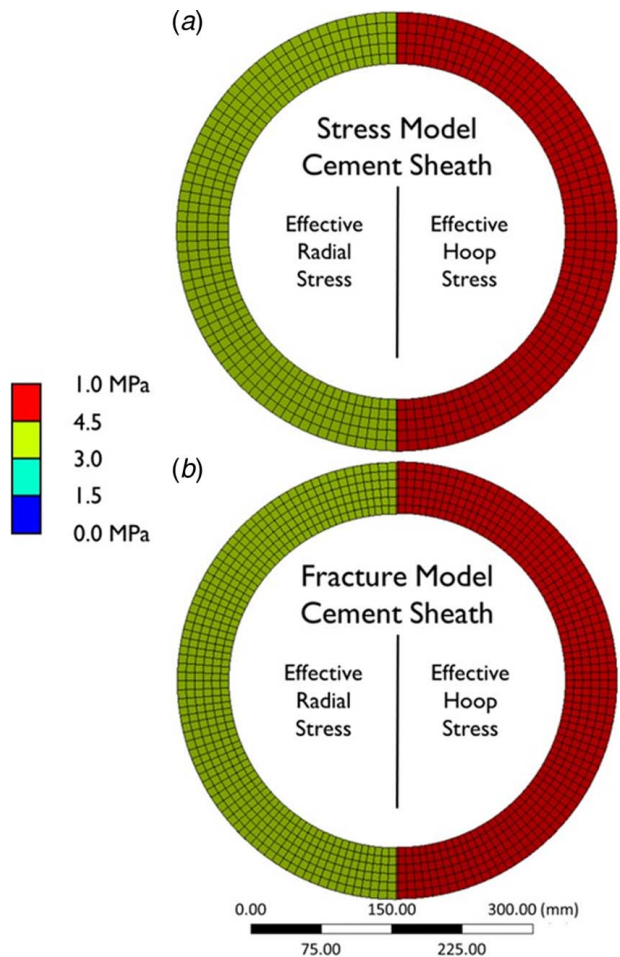 (a)
Stress Model
Cement Sheath
Effective
Radial
Stress
Effective
Hoop
Stress
1.0 MPa
4.5
3.0
1.5
0.0 MPa
(b)
Fracture Model
Cement Sheath
Effective
Radial
Stress
Effective
Hoop
Stress
0.00 150.00 300.00 (mm)
75.00 225.00